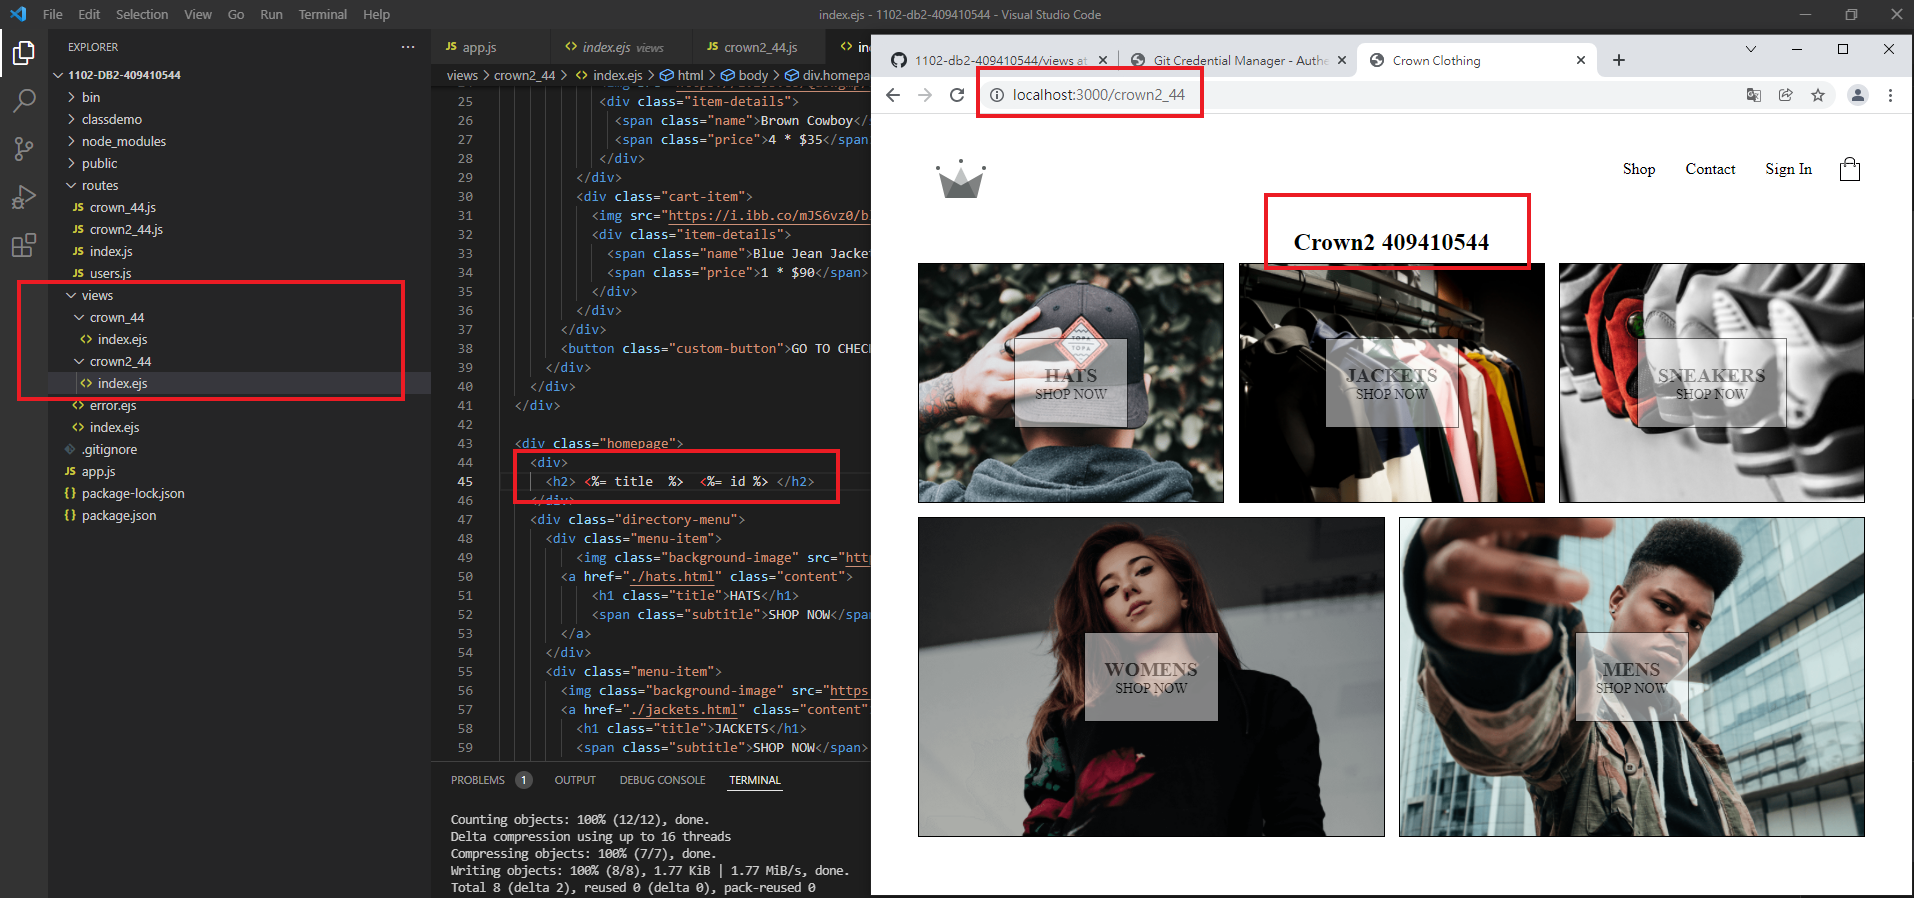 File Edit Selection View Go Run Terminal Help
index.ejs - 1102-db2-409410544 - Visual Studio Code
EXPLORER
1102-DB2-409410544
bin
classdemo
node_modules
public
routes
JS crown_44.js
JS crown2_44.js
JS index.js
JS users.js
views
crown_44
<> index.ejs
crown2_44
<> index.ejs
<> error.ejs
<> index.ejs
.gitignore
JS app.js
{} package-lock.json
{} package.json
JS app.js
<> index.ejs views
JS crown2_44.js
<> in
views > crown2_44 > <> index.ejs > html > body > div.homepa
25 <div class="item-details">
26 <span class="name">Brown Cowboy</
27 <span class="price">4 * $35</span
28 </div>
29 </div>
30 <div class="cart-item">
31 <img src="https://i.ibb.co/mJS6vz0/b
32 <div class="item-details">
33 <span class="name">Blue Jean Jacke
34 <span class="price">1 * $90</span>
35 </div>
36 </div>
37 </div>
38 <button class="custom-button">GO TO CHEC
39 </div>
40 </div>
41 </div>
42
43 <div class="homepage">
44 <div>
45 <h2> <%= title %> <%= id %> </h2>
46 </div>
47 <div class="directory-menu">
48 <div class="menu-item">
49 <img class="background-image" src="htt
50 <a href="./hats.html" class="content">
51 <h1 class="title">HATS</h1>
52 <span class="subtitle">SHOP NOW</span
53 </a>
54 </div>
55 <div class="menu-item">
56 <img class="background-image" src="https
57 <a href="./jackets.html" class="content"
58 <h1 class="title">JACKETS</h1>
59 <span class="subtitle">SHOP NOW</span>
PROBLEMS 1 OUTPUT DEBUG CONSOLE TERMINAL
Counting objects: 100% (12/12), done.
Delta compression using up to 16 threads
Compressing objects: 100% (7/7), done.
Writing objects: 100% (8/8), 1.77 KiB | 1.77 MiB/s, done.
Total 8 (delta 2), reused 0 (delta 0), pack-reused 0
1102-db2-409410544/views at
Git Credential Manager - Authe
Crown Clothing
localhost:3000/crown2_44
Shop Contact Sign In
Crown2 409410544
TOPA
TOPA
HATS
SHOP NOW
JACKETS
SHOP NOW
SNEAKERS
SHOP NOW
WOMENS
SHOP NOW
MENS
SHOP NOW